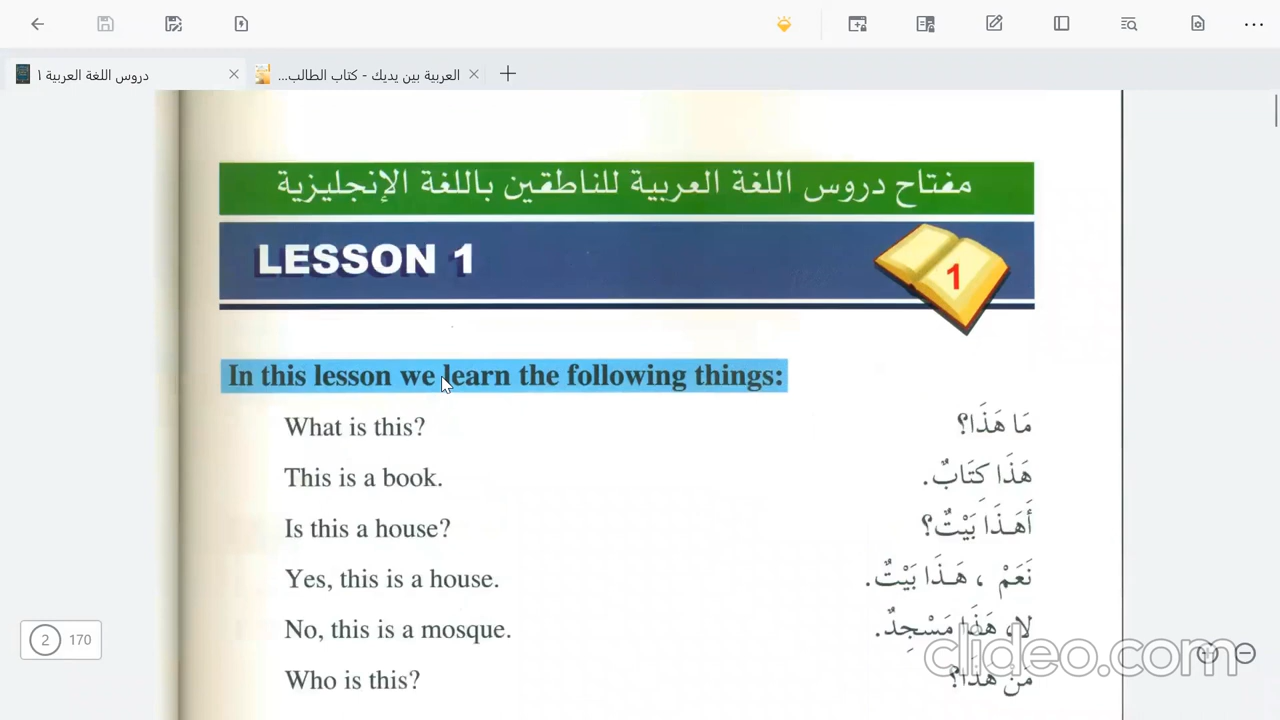 دروس اللغة العربية ١
العربية بين يديك - كتاب الطالب...
مفتاح دروس اللغة العربية للناطقين باللغة الإنجليزية
LESSON 1
1
In this lesson we learn the following things:
What is this? مَا هَذَا؟
This is a book. هَذَا كِتَابٌ.
Is this a house? أَهَـذَا بَيْتٌ؟
Yes, this is a house. نَعَمْ ، هَـذَا بَيْتٌ.
No, this is a mosque. لا، هَذَا مَسْجِدٌ.
Who is this? مَنْ هَذَا؟
2 170
clideo.com